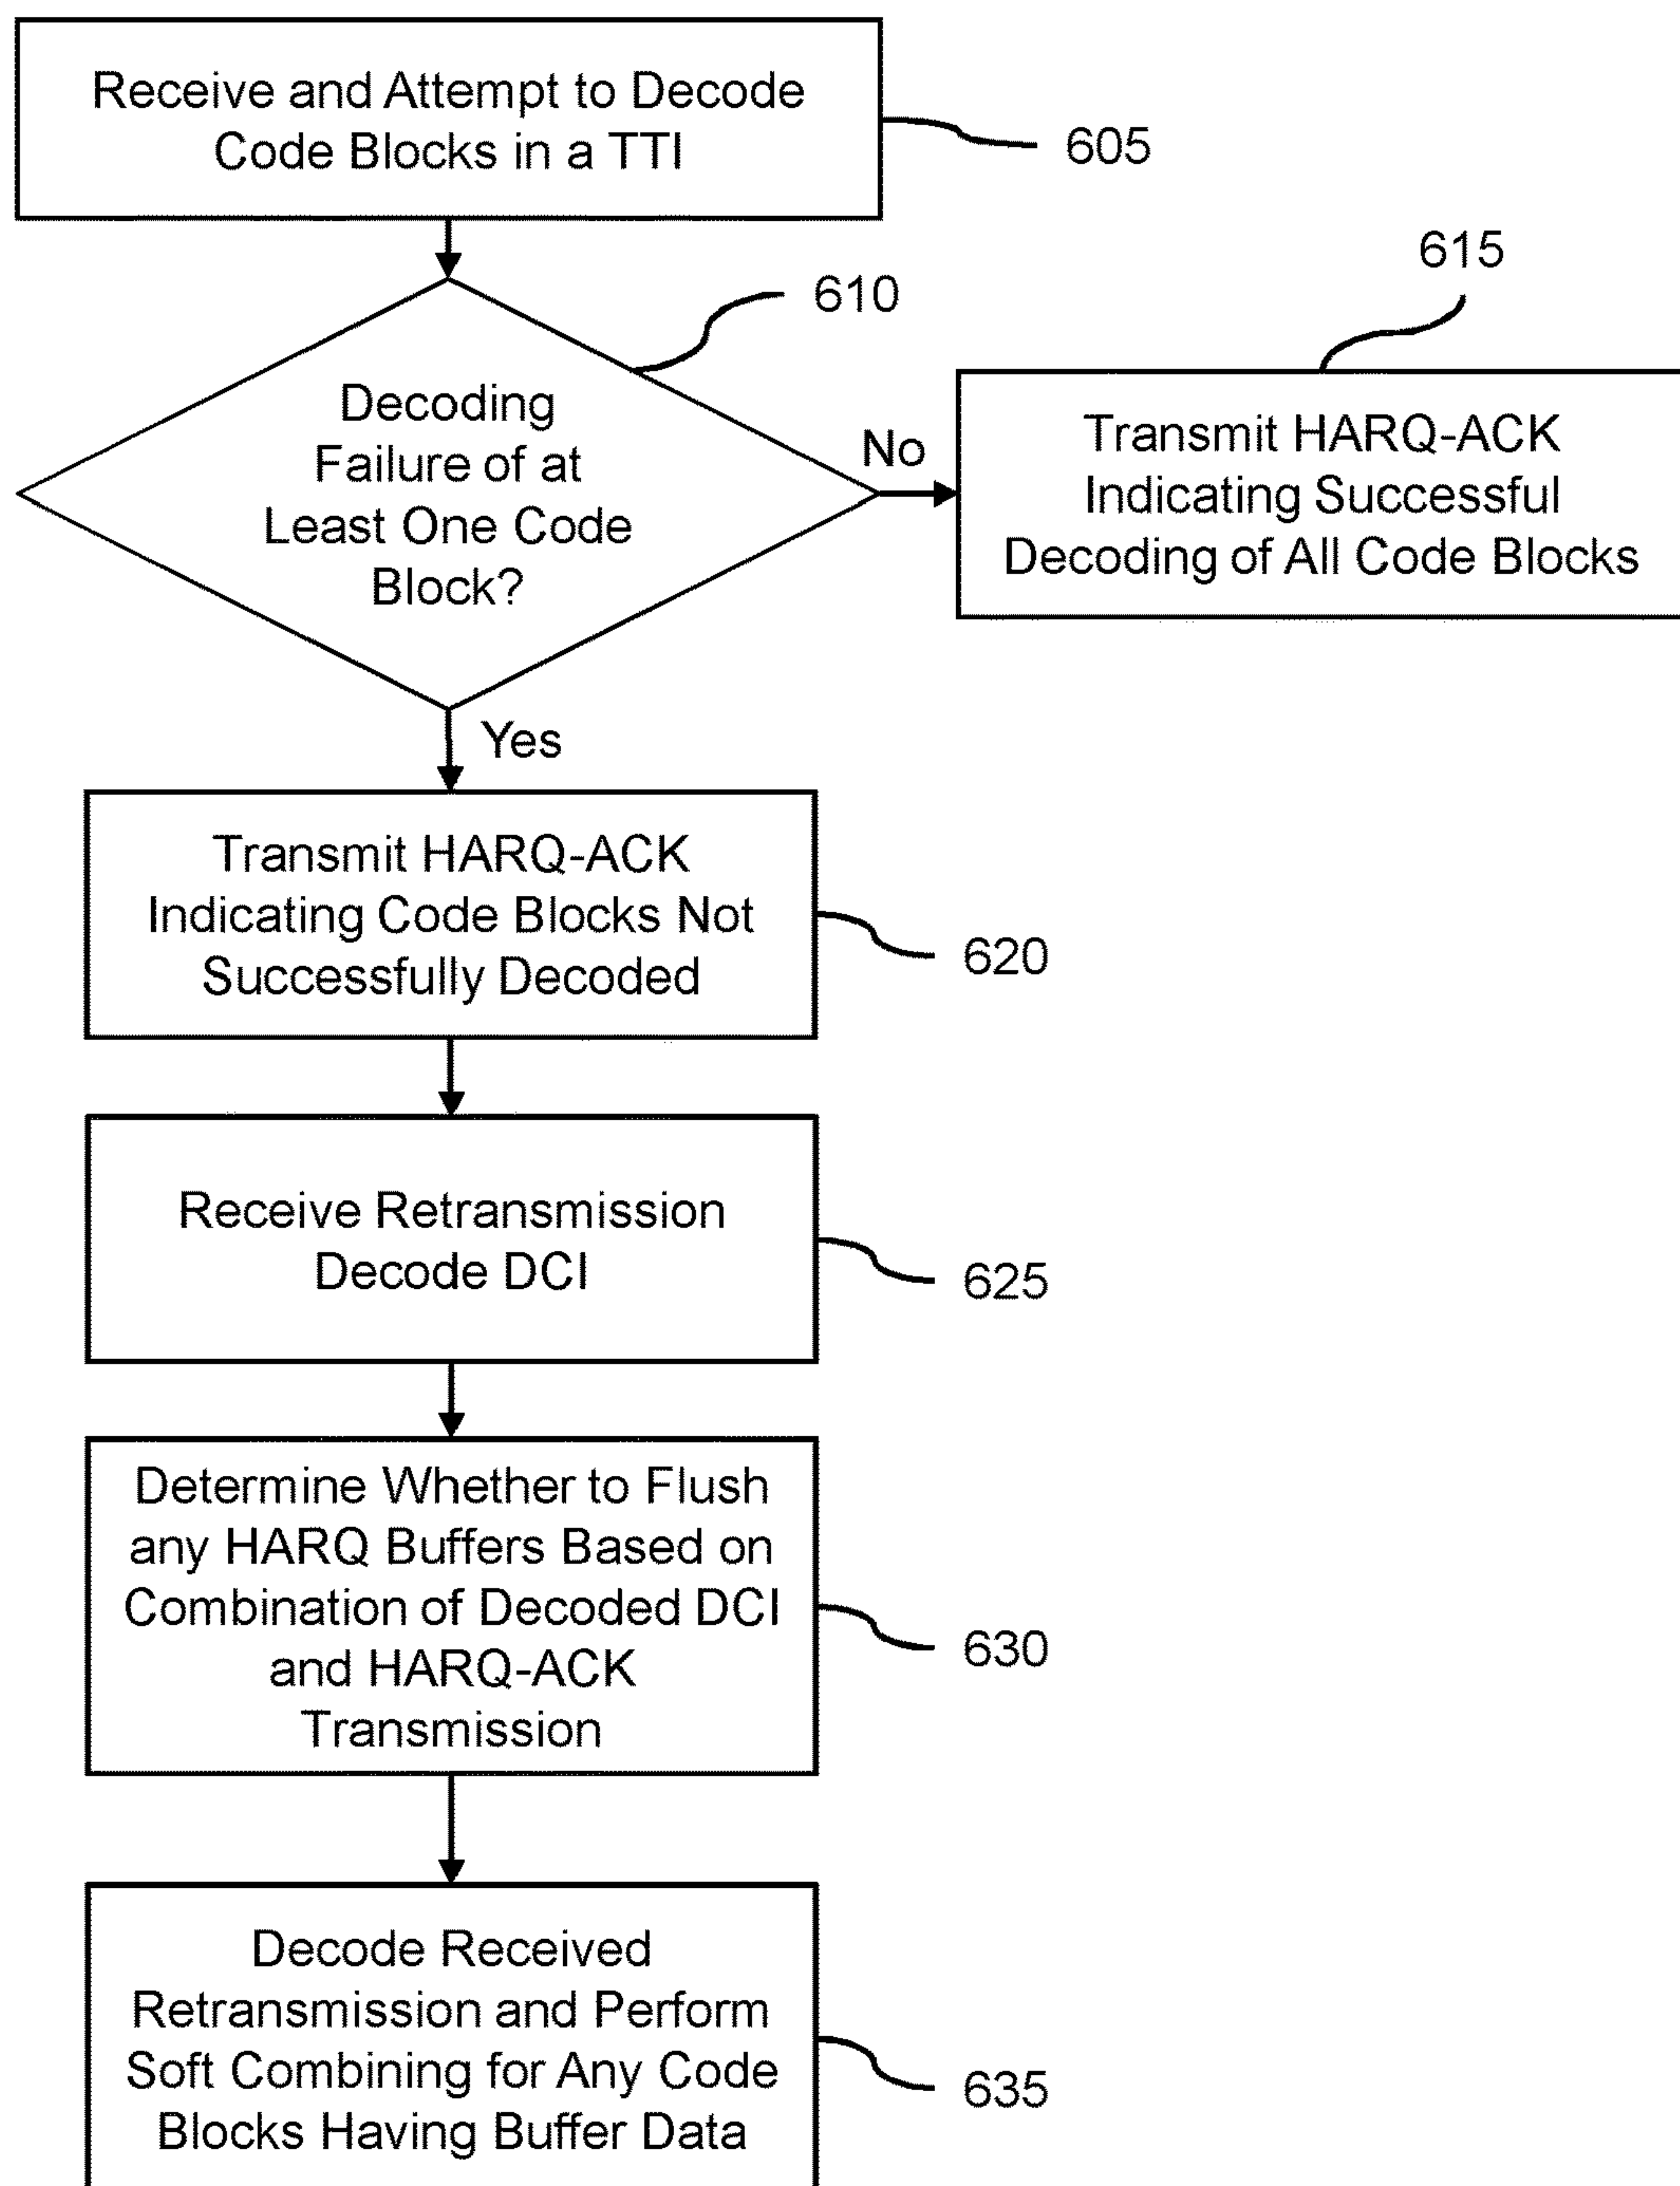 Receive and Attempt to Decode
Code Blocks in a TTI
605
610
615
Decoding
Failure of at
Least One Code
Block?
No
Transmit HARQ-ACK
Indicating Successful
Decoding of All Code Blocks
Yes
Transmit HARQ-ACK
Indicating Code Blocks Not
Successfully Decoded
620
Receive Retransmission
Decode DCI
625
Determine Whether to Flush
any HARQ Buffers Based on
Combination of Decoded DCI
and HARQ-ACK
Transmission
630
Decode Received
Retransmission and Perform
Soft Combining for Any Code
Blocks Having Buffer Data
635